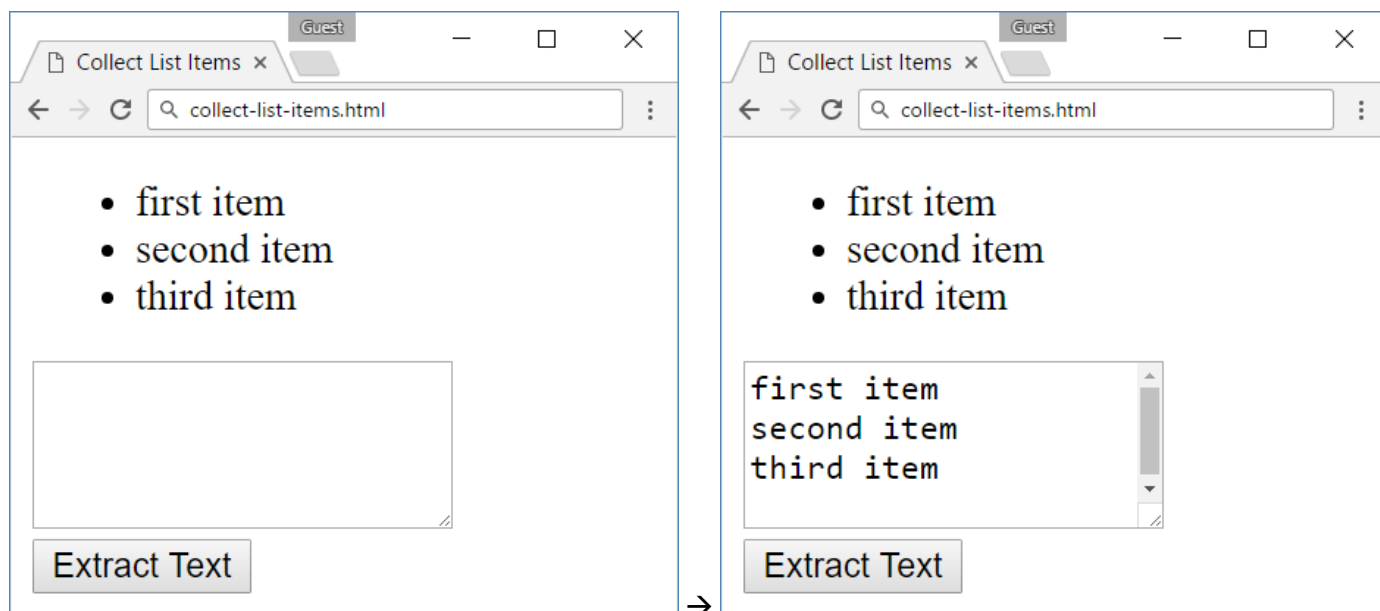 Guest
Collect List Items
collect-list-items.html
first item
second item
third item
Extract Text
→
Guest
Collect List Items
collect-list-items.html
first item
second item
third item
first item
second item
third item
Extract Text